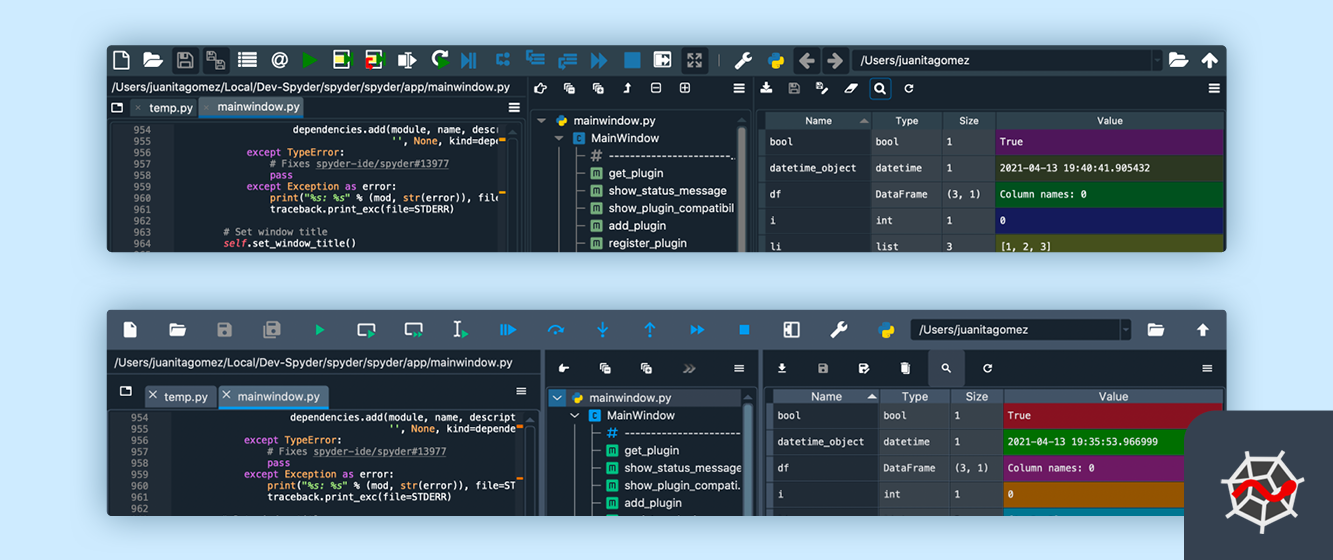 /Users/juanitagomez
/Users/juanitagomez/Local/Dev-Spyder/spyder/spyder/app/mainwindow.py
temp.py
mainwindow.py
954 dependencies.add(module, name, descr
955 '', None, kind=depe
956 except TypeError:
957 # Fixes spyder-ide/spyder#13977
958 pass
959 except Exception as error:
960 print("%s: %s" % (mod, str(error)), file
961 traceback.print_exc(file=STDERR)
962
963 # Set window title
964 self.set_window_title()
mainwindow.py
MainWindow
# ------------------------
get_plugin
show_status_message
show_plugin_compatibil
add_plugin
register_plugin
Name Type Size Value
bool bool 1 True
datetime_object datetime 1 2021-04-13 19:40:41.905432
df DataFrame (3, 1) Column names: 0
i int 1 0
li list 3 [1, 2, 3]
/Users/juanitagomez
/Users/juanitagomez/Local/Dev-Spyder/spyder/spyder/app/mainwindow.py
temp.py
mainwindow.py
954 dependencies.add(module, name, descript
955 '', None, kind=depende
956 except TypeError:
957 # Fixes spyder-ide/spyder#13977
958 pass
959 except Exception as error:
960 print("%s: %s" % (mod, str(error)), file=ST
961 traceback.print_exc(file=STDERR)
962
mainwindow.py
MainWindow
# ------------------------
get_plugin
show_status_message
show_plugin_compati.
add_plugin
Name Type Size Value
bool bool 1 True
datetime_object datetime 1 2021-04-13 19:35:53.966999
df DataFrame (3, 1) Column names: 0
i int 1 0